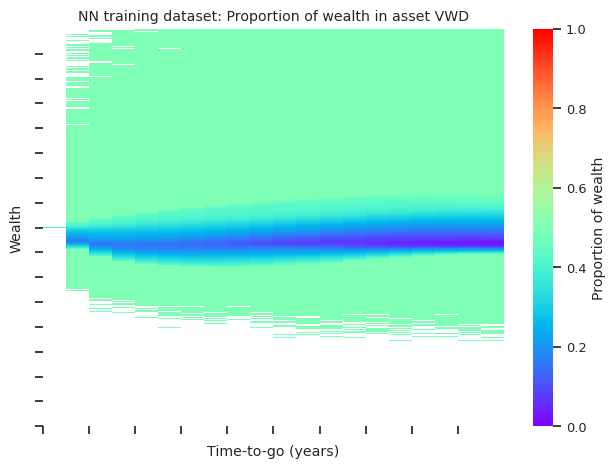 NN training dataset: Proportion of wealth in asset VWD
Wealth
Time-to-go (years)
1.0
0.8
0.6
0.4
0.2
0.0
Proportion of wealth